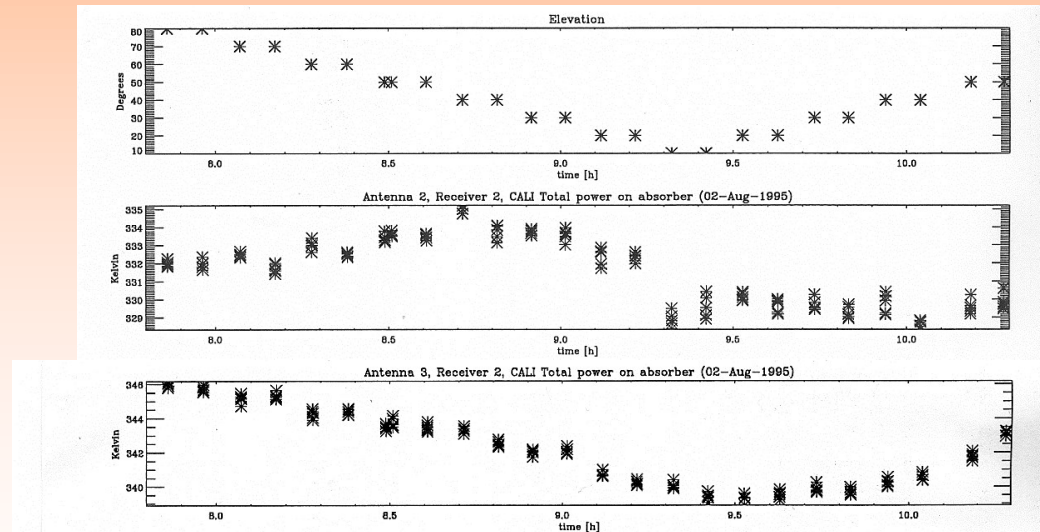 Elevation
80
70
60
50
40
30
20
10
Degrees
8.0 8.5 9.0 9.5 10.0
time [h]
Antenna 2, Receiver 2, CALI Total power on absorber (02-Aug-1995)
335
334
333
332
331
330
329
Kelvin
8.0 8.5 9.0 9.5 10.0
time [h]
Antenna 3, Receiver 2, CALI Total power on absorber (02-Aug-1995)
346
344
342
340
Kelvin
8.0 8.5 9.0 9.5 10.0
time [h]